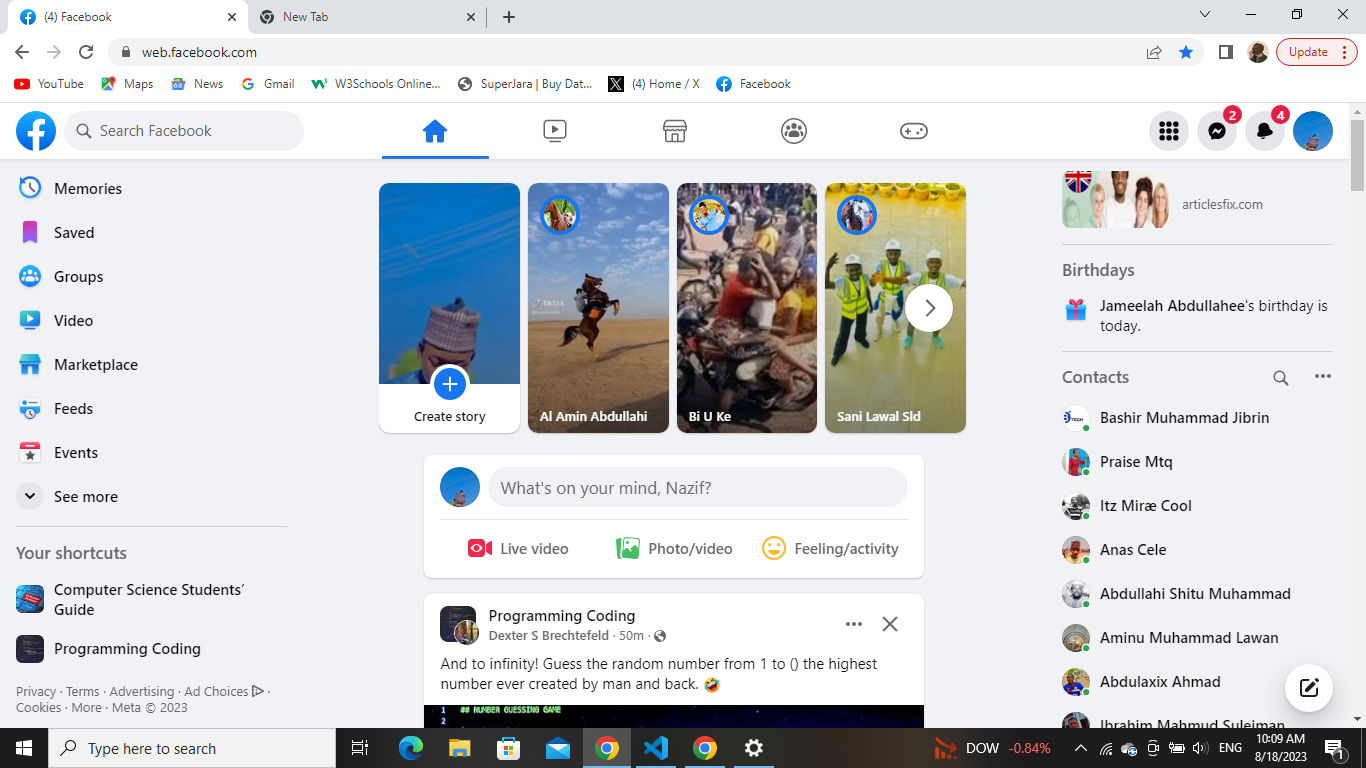 (4) Facebook
New Tab
web.facebook.com
Update
YouTube
Maps
News
Gmail
W3Schools Online...
SuperJara | Buy Dat...
(4) Home / X
Facebook
Search Facebook
2
4
Memories
Saved
Groups
Video
Marketplace
Feeds
Events
See more
Your shortcuts
Computer Science Students'
Guide
Programming Coding
Privacy · Terms · Advertising · Ad Choices ·
Cookies · More · Meta © 2023
Create story
TikTok
Al Amin Abdullahi
Bi U Ke
Sani Lawal Sld
What's on your mind, Nazif?
Live video
Photo/video
Feeling/activity
Programming Coding
Dexter S Brechtefeld · 50m ·
And to infinity! Guess the random number from 1 to () the highest
number ever created by man and back. 🤣
1 ## NUMBER GUESSING GAME
2
articlesfix.com
Birthdays
Jameelah Abdullahee's birthday is
today.
Contacts
Bashir Muhammad Jibrin
Praise Mtq
Itz Miræ Cool
Anas Cele
Abdullahi Shitu Muhammad
Aminu Muhammad Lawan
Abdulaxix Ahmad
Ibrahim Mahmud Suleiman
Type here to search
DOW -0.84%
ENG
10:09 AM
8/18/2023
1